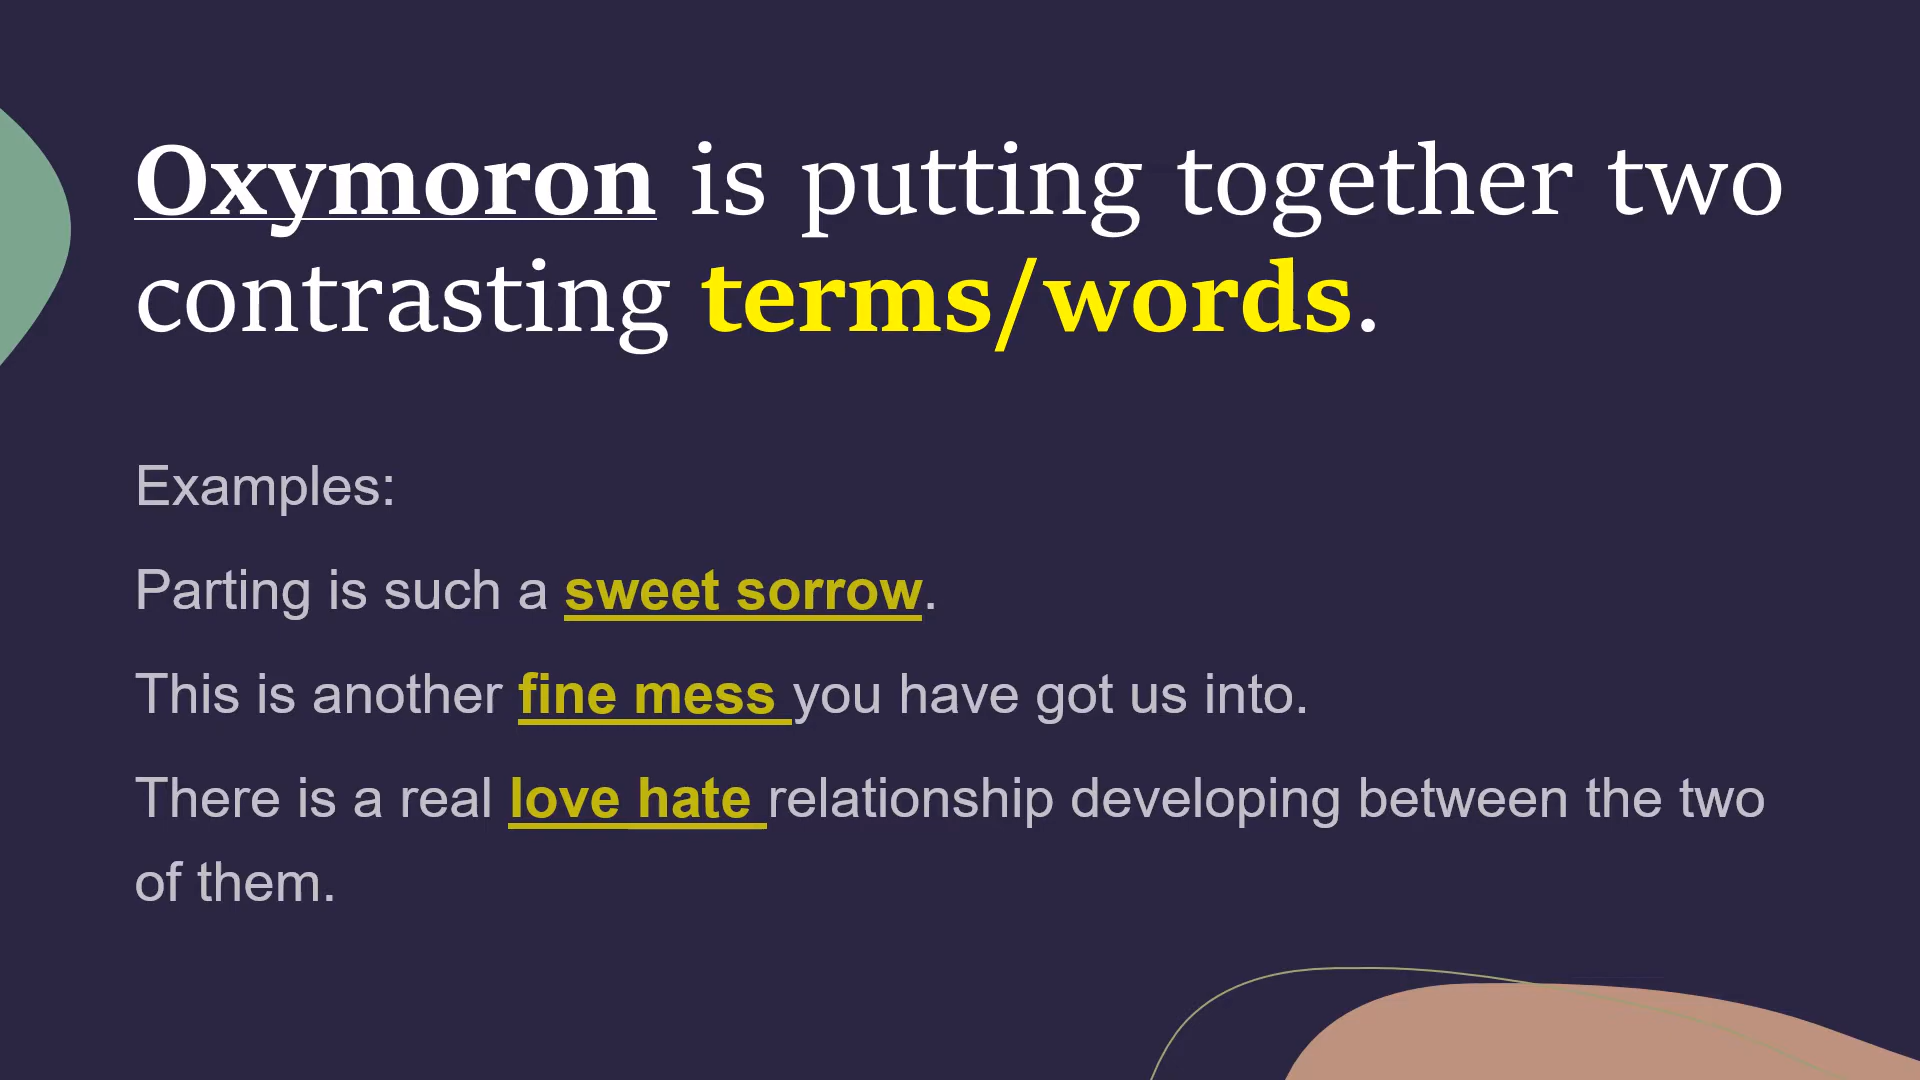 Oxymoron is putting together two
contrasting terms/words.
Examples:
Parting is such a sweet sorrow.
This is another fine mess you have got us into.
There is a real love hate relationship developing between the two
of them.